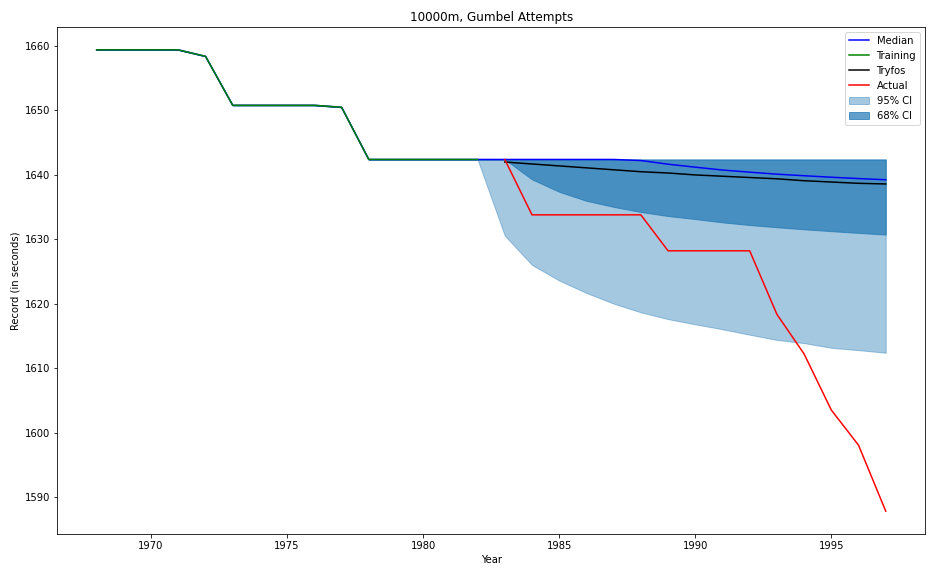 10000m, Gumbel Attempts
Median
Training
Tryfos
Actual
95% CI
68% CI
Record (in seconds)
1660
1650
1640
1630
1620
1610
1600
1590
1970
1975
1980
1985
1990
1995
Year